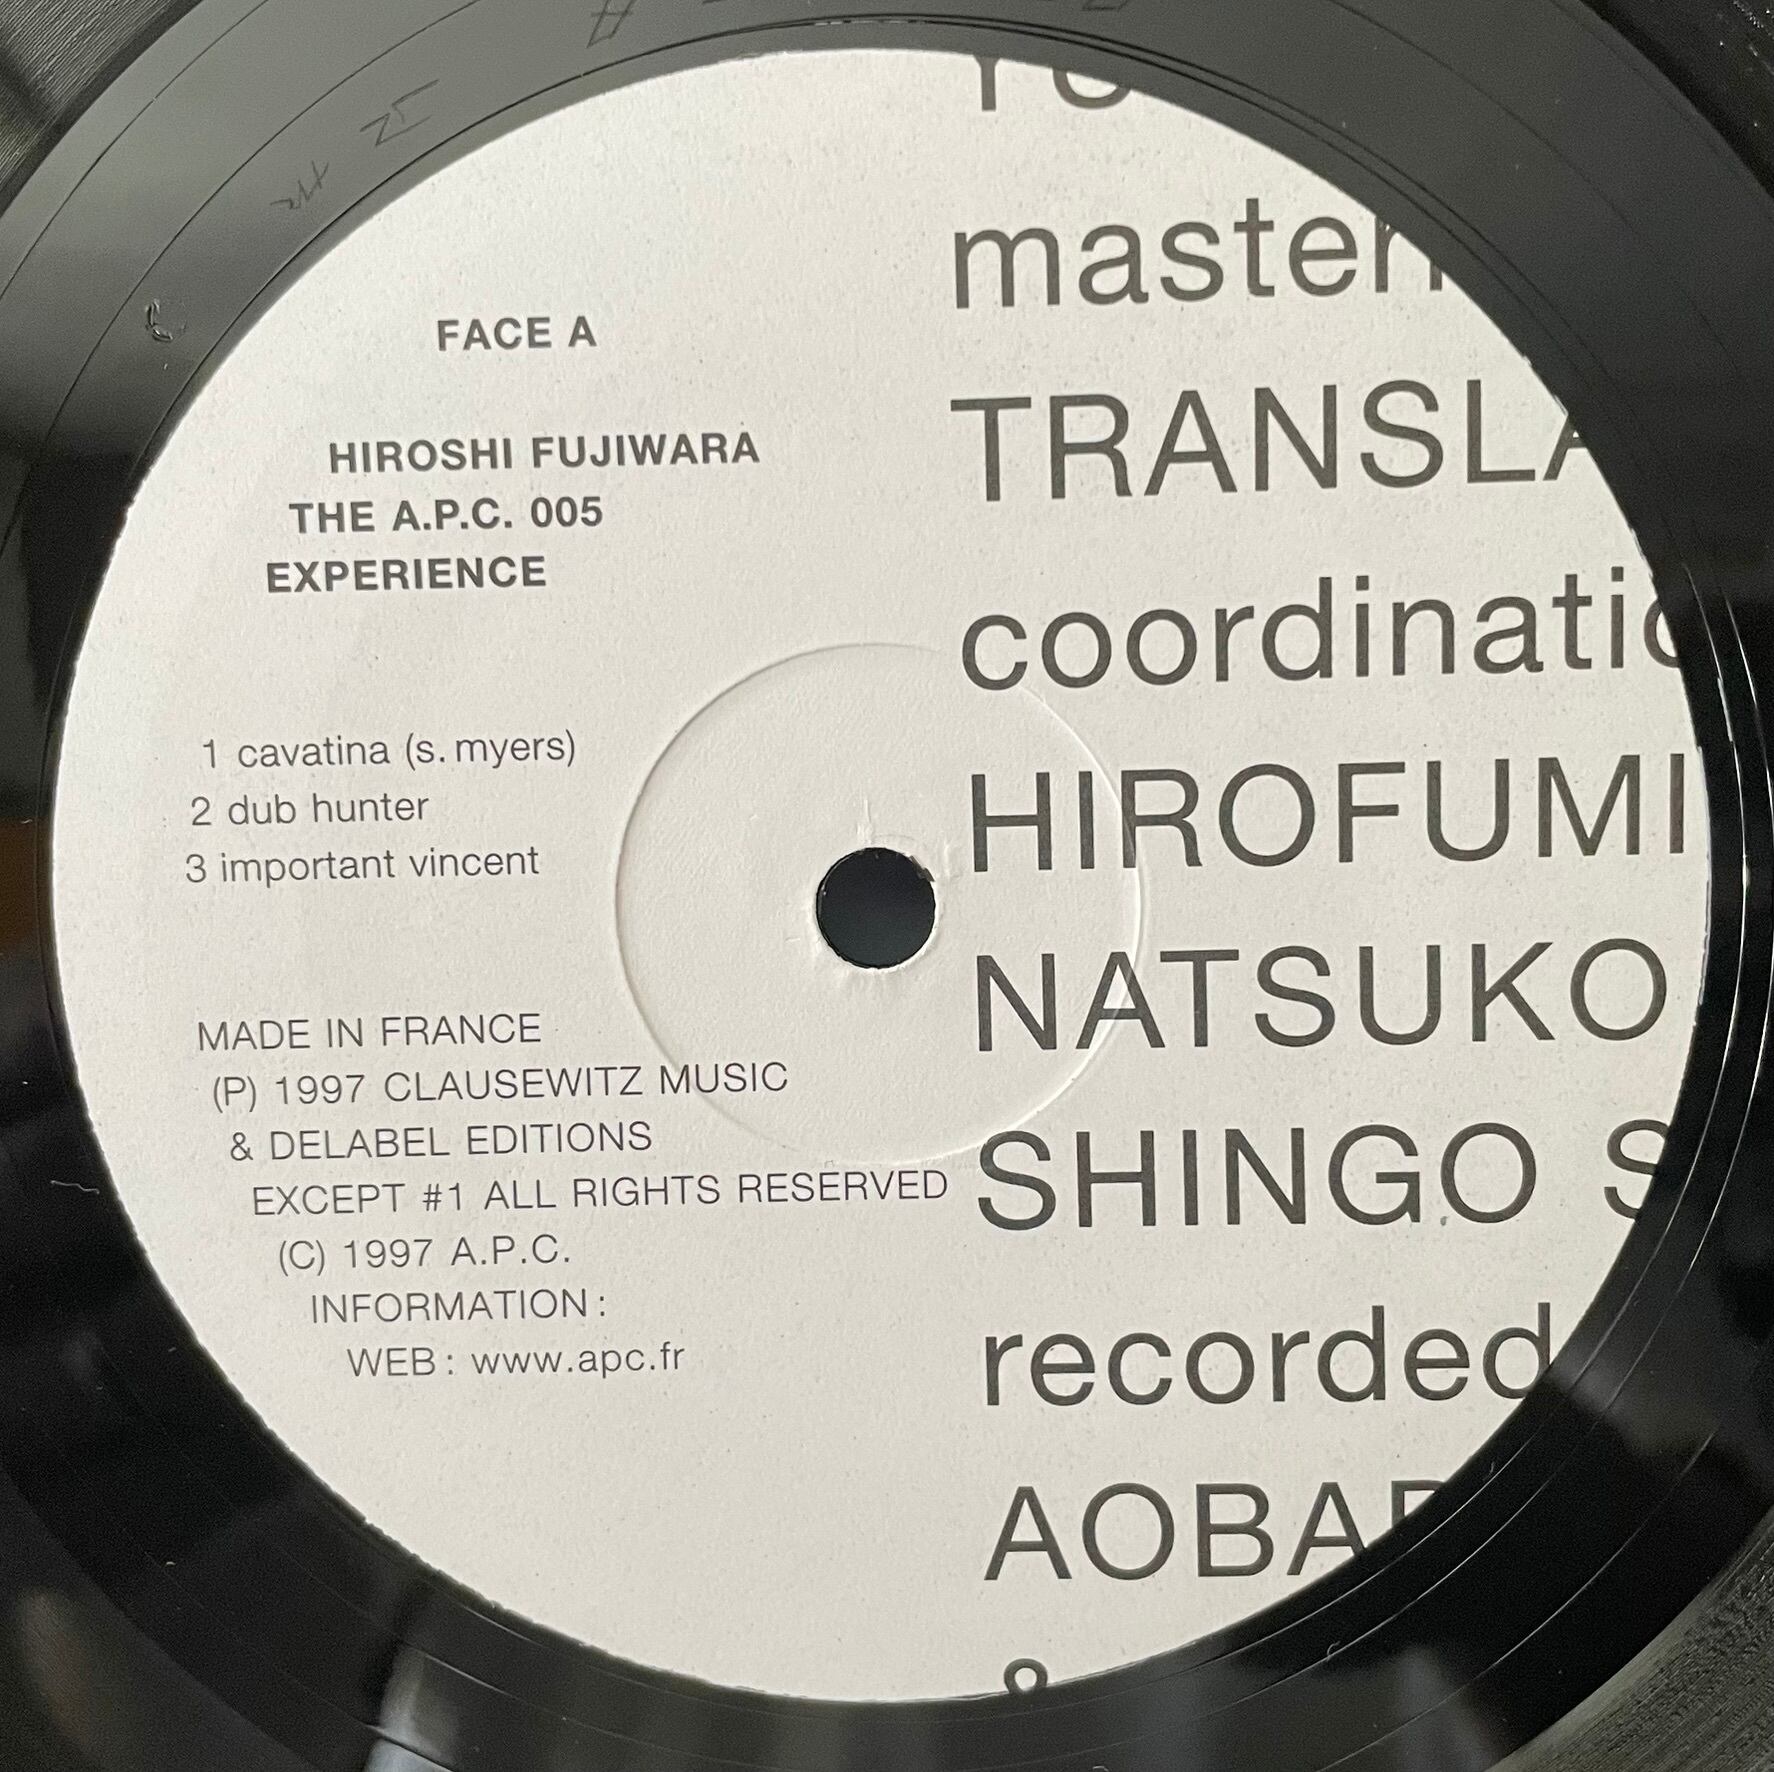 FACE A
HIROSHI FUJIWARA
THE A.P.C. 005
EXPERIENCE
1 cavatina (s. myers)
2 dub hunter
3 important vincent
MADE IN FRANCE
(P) 1997 CLAUSEWITZ MUSIC
& DELABEL EDITIONS
EXCEPT #1 ALL RIGHTS RESERVED
(C) 1997 A.P.C.
INFORMATION :
WEB : www.apc.fr
HIROFUMI
NATSUKO
SHINGO
recorded
&